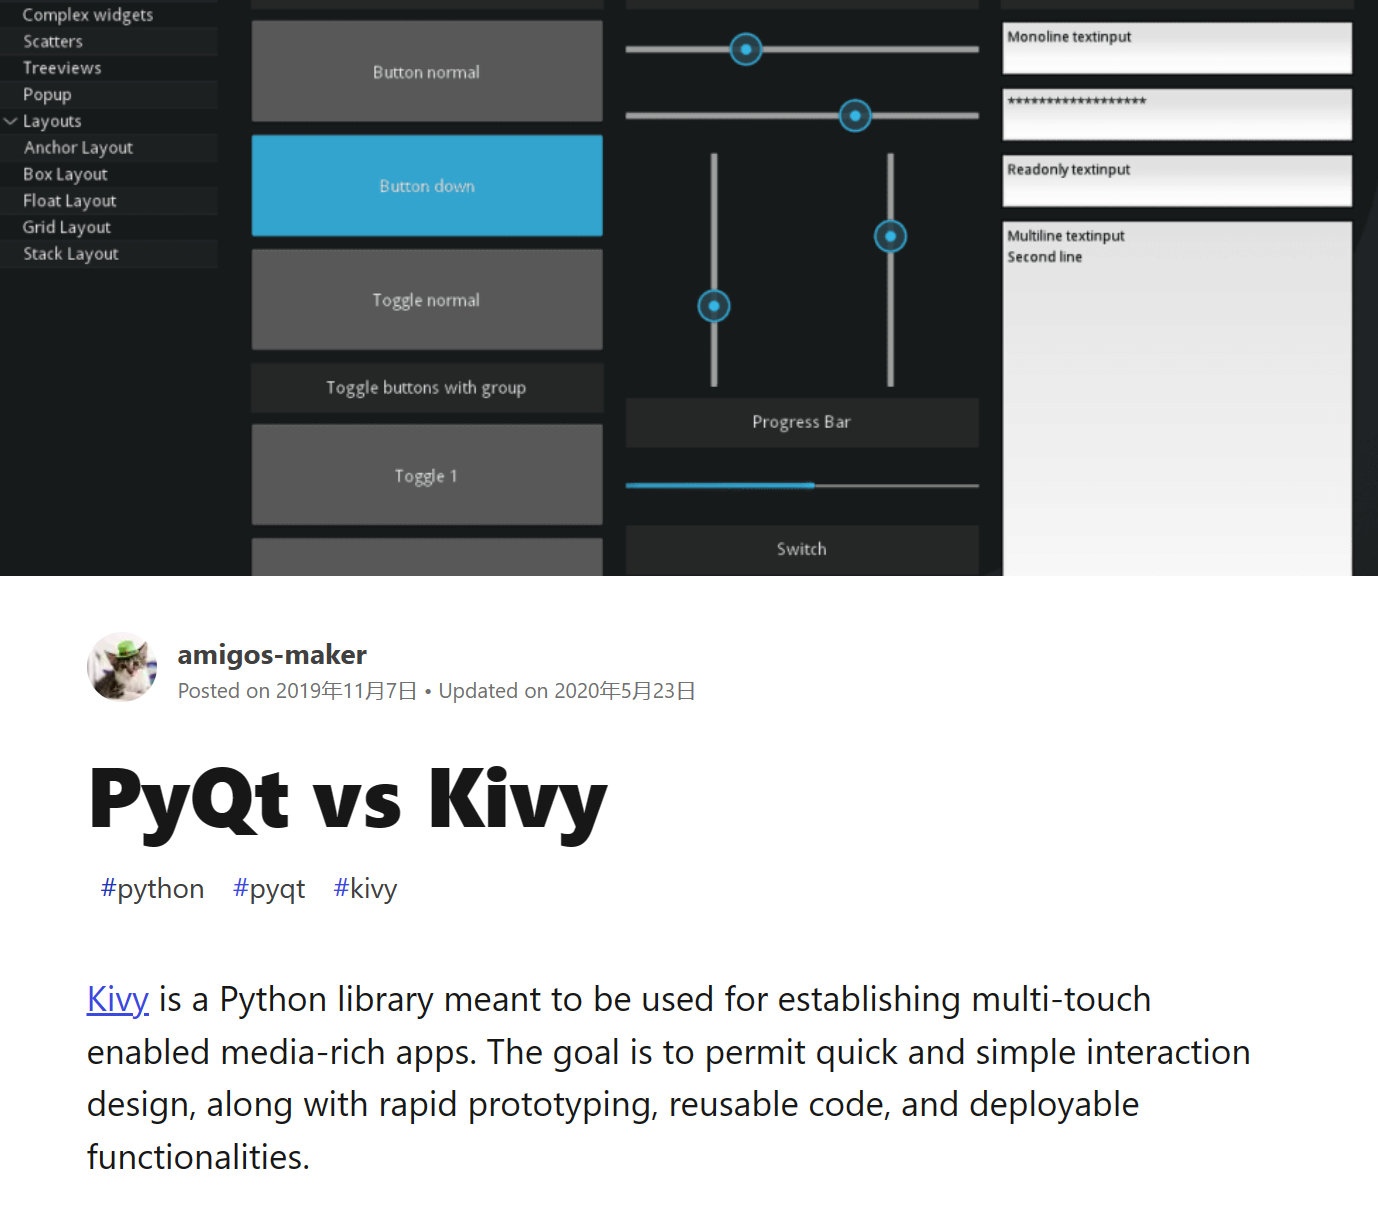 Complex widgets
Scatters
Treeviews
Popup
Layouts
Anchor Layout
Box Layout
Float Layout
Grid Layout
Stack Layout
Button normal
Button down
Toggle normal
Toggle buttons with group
Toggle 1
Progress Bar
Switch
Monoline textinput
******************
Readonly textinput
Multiline textinput
Second line
amigos-maker
Posted on 2019年11月7日 • Updated on 2020年5月23日
PyQt vs Kivy
#python #pyqt #kivy
Kivy is a Python library meant to be used for establishing multi-touch
enabled media-rich apps. The goal is to permit quick and simple interaction
design, along with rapid prototyping, reusable code, and deployable
functionalities.